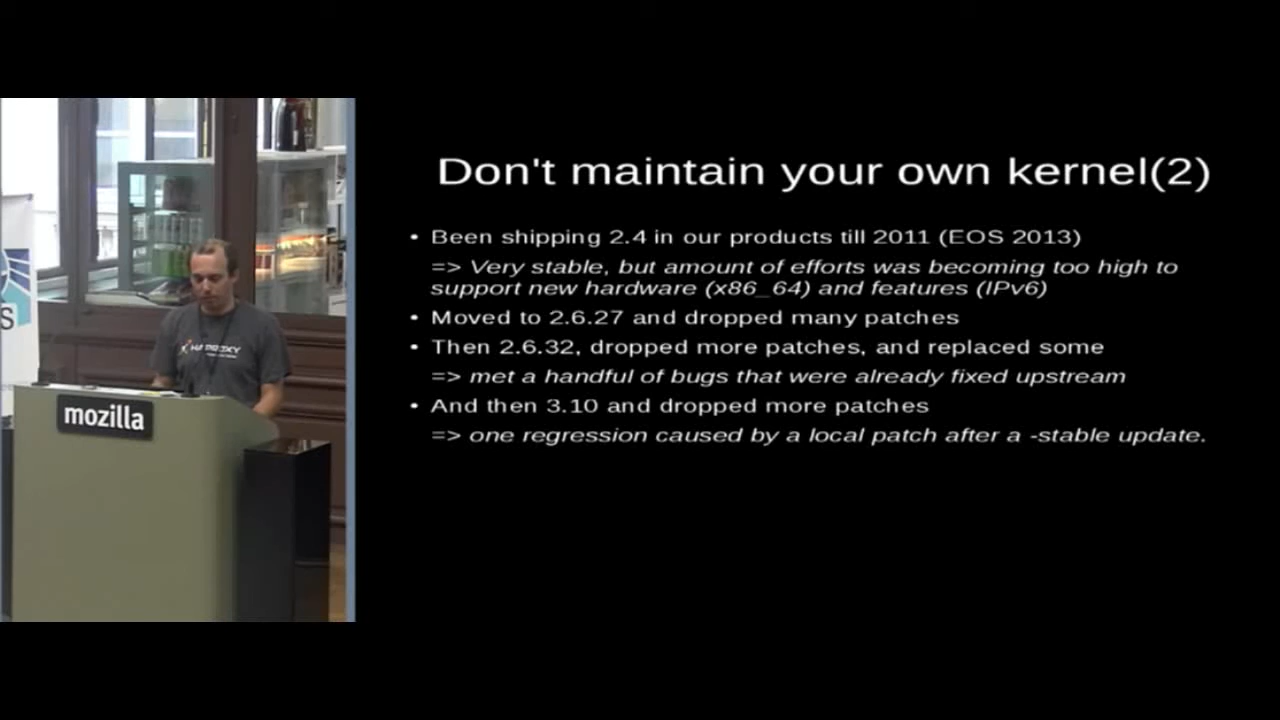 Don't maintain your own kernel(2)
• Been shipping 2.4 in our products till 2011 (EOS 2013)
=> Very stable, but amount of efforts was becoming too high to
support new hardware (x86_64) and features (IPv6)
• Moved to 2.6.27 and dropped many patches
• Then 2.6.32, dropped more patches, and replaced some
=> met a handful of bugs that were already fixed upstream
• And then 3.10 and dropped more patches
=> one regression caused by a local patch after a -stable update.
S
HAPROXY
mozilla